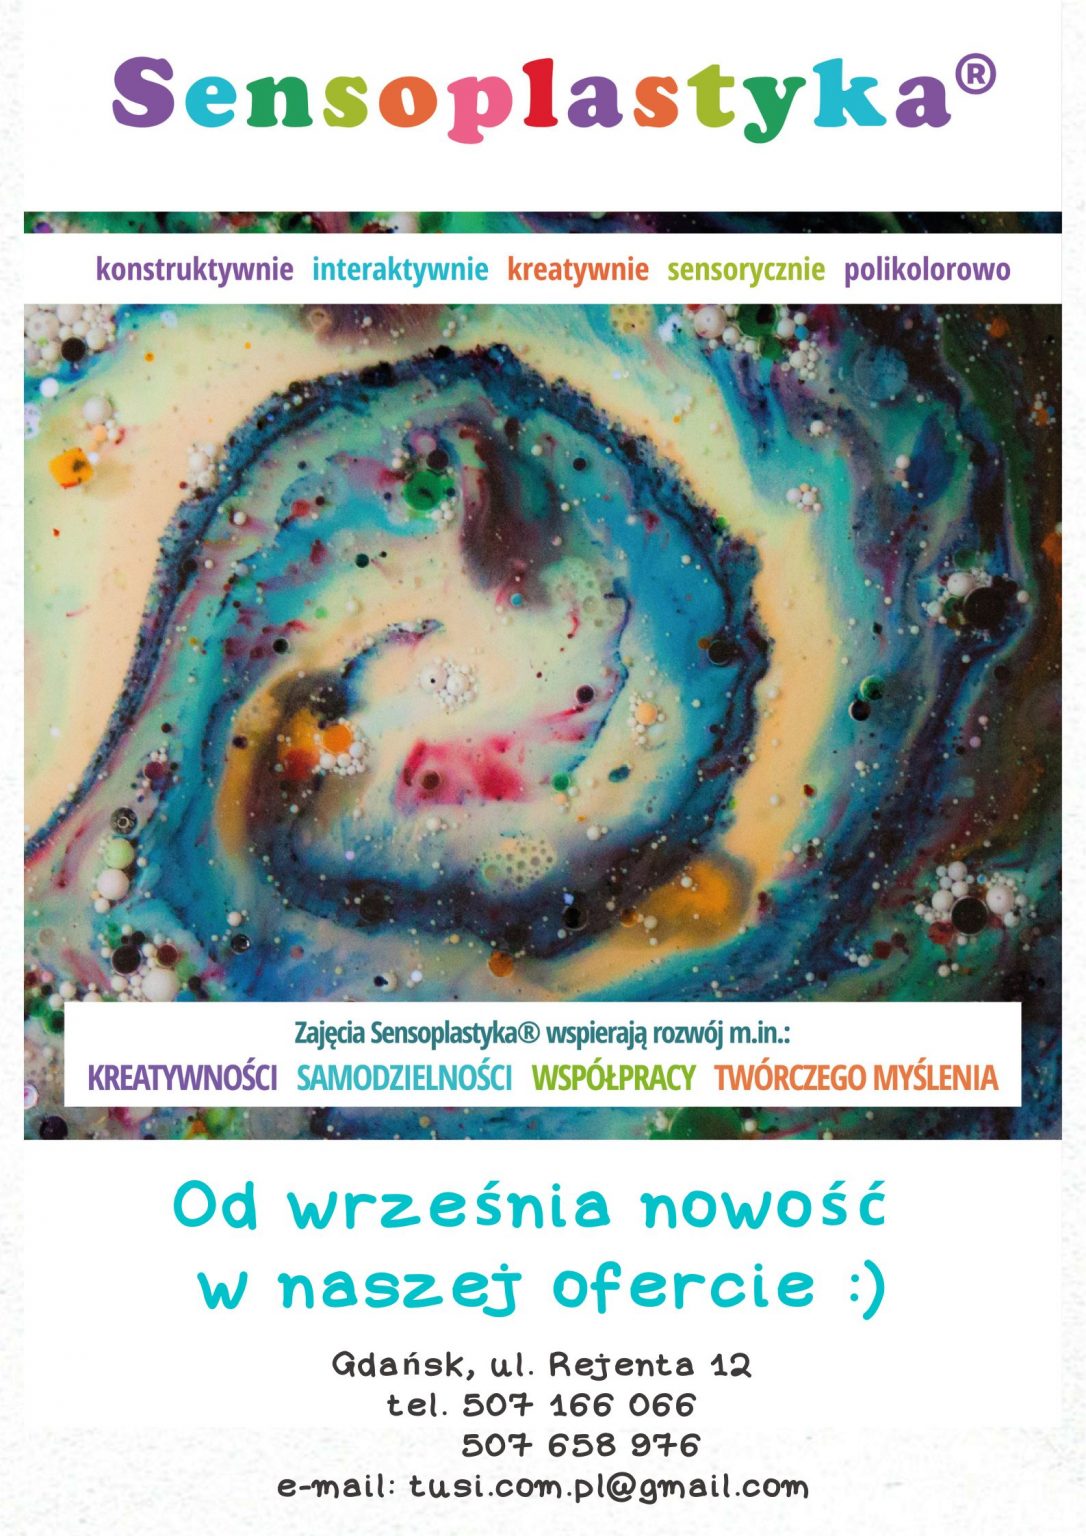 Sensoplastyka®
konstruktywnie interaktywnie kreatywnie sensorycznie polikolorowo
Zajęcia Sensoplastyka® wspierają rozwój m.in.:
KREATYWNOŚCI SAMODZIELNOŚCI WSPÓŁPRACY TWÓRCZEGO MYŚLENIA
Od września nowość
w naszej ofercie :)
Gdańsk, ul. Rejenta 12
tel. 507 166 066
507 658 976
e-mail: tusi.com.pl@gmail.com